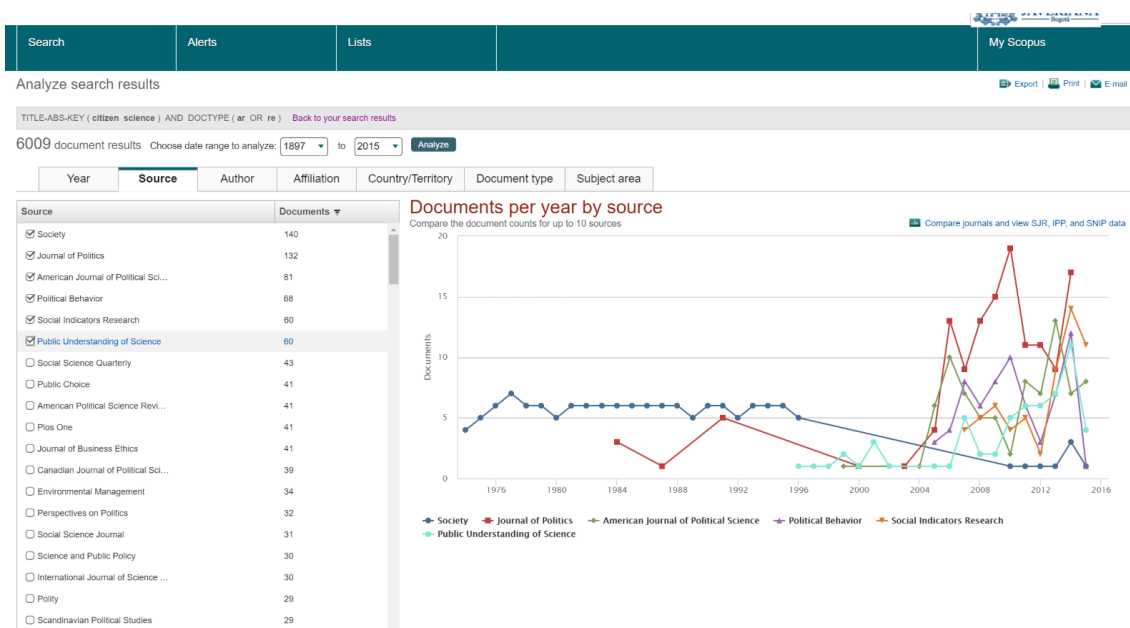 JAVERIANA
Bogotá
Search Alerts Lists My Scopus
Analyze search results
Export | Print | E-mail
TITLE-ABS-KEY ( citizen science ) AND DOCTYPE ( ar OR re ) Back to your search results
6009 document results Choose date range to analyze: 1897 to 2015 Analyze
Year Source Author Affiliation Country/Territory Document type Subject area
Source Documents
Society 140
Journal of Politics 132
American Journal of Political Sci... 81
Political Behavior 68
Social Indicators Research 60
Public Understanding of Science 60
Social Science Quarterly 43
Public Choice 41
American Political Science Revi... 41
Plos One 41
Journal of Business Ethics 41
Canadian Journal of Political Sci... 39
Environmental Management 34
Perspectives on Politics 32
Social Science Journal 31
Science and Public Policy 30
International Journal of Science ... 30
Polity 29
Scandinavian Political Studies 29
Documents per year by source
Compare the document counts for up to 10 sources
Compare journals and view SJR, IPP, and SNIP data
20
15
10
5
0
Documents
1976 1980 1984 1988 1992 1996 2000 2004 2008 2012 2016
Society Journal of Politics American Journal of Political Science Political Behavior Social Indicators Research
Public Understanding of Science